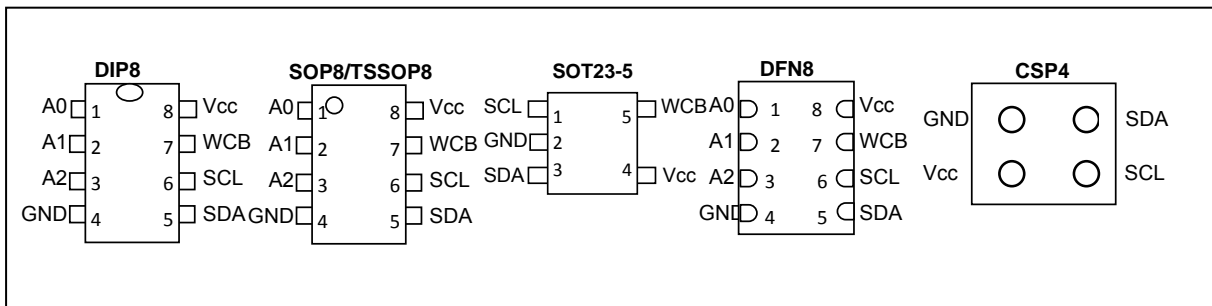 DIP8
A0 1 8 Vcc
A1 2 7 WCB
A2 3 6 SCL
GND 4 5 SDA
SOP8/TSSOP8
A0 1 8 Vcc
A1 2 7 WCB
A2 3 6 SCL
GND 4 5 SDA
SOT23-5
SCL 1 5 WCB
GND 2
SDA 3 4 Vcc
DFN8
A0 1 8 Vcc
A1 2 7 WCB
A2 3 6 SCL
GND 4 5 SDA
CSP4
GND SDA
Vcc SCL